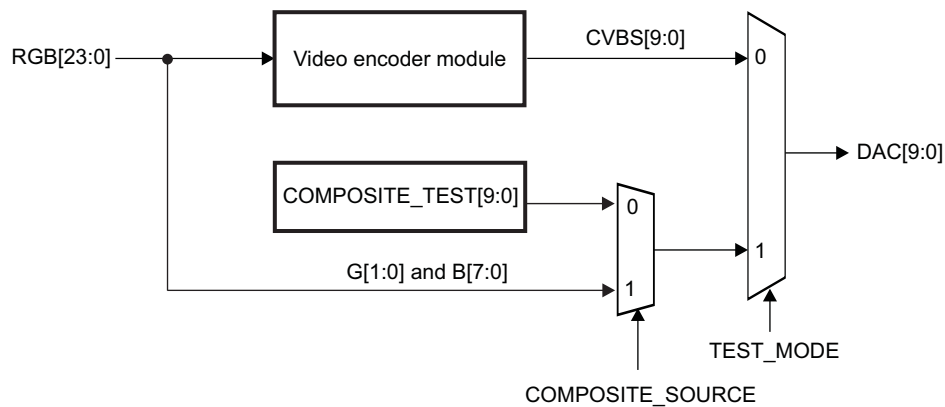 CVBS[9:0]
RGB[23:0]
Video encoder module
0
DAC[9:0]
COMPOSITE_TEST[9:0]
0
1
G[1:0] and B[7:0]
1
TEST_MODE
COMPOSITE_SOURCE